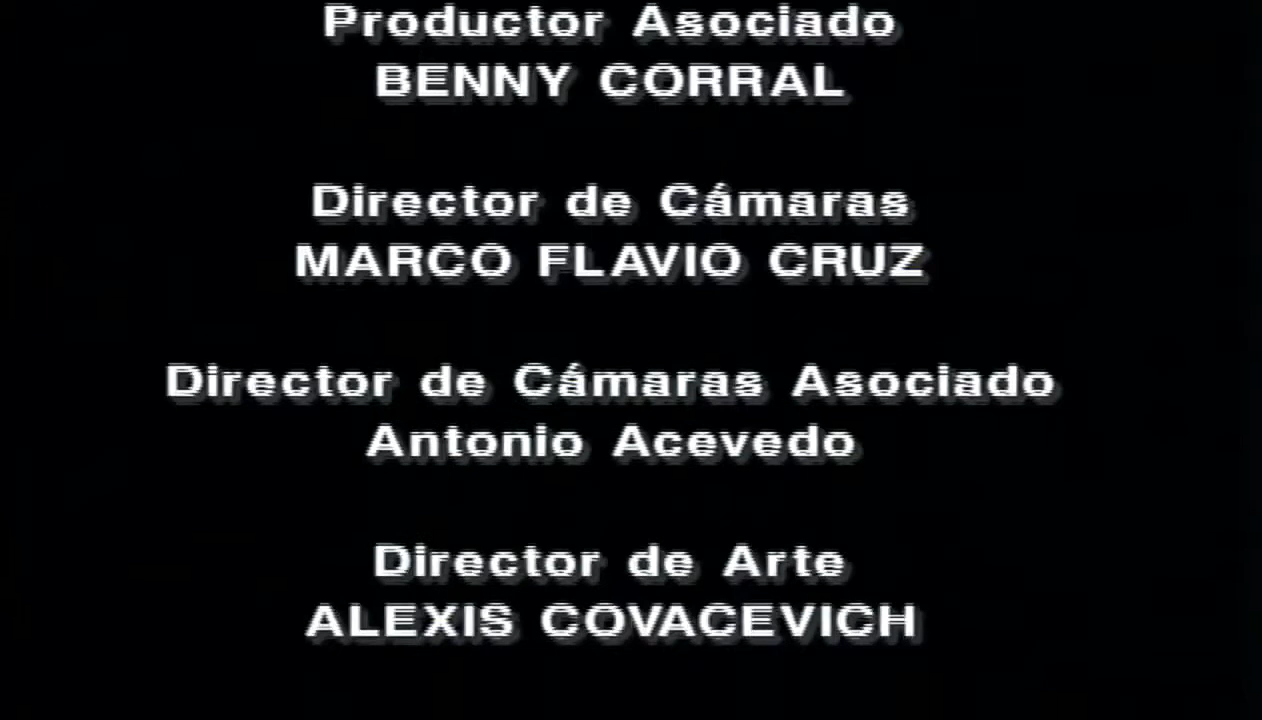 Productor Asociado
BENNY CORRAL
Director de Cámaras
MARCO FLAVIO CRUZ
Director de Cámaras Asociado
Antonio Acevedo
Director de Arte
ALEXIS COVACEVICH